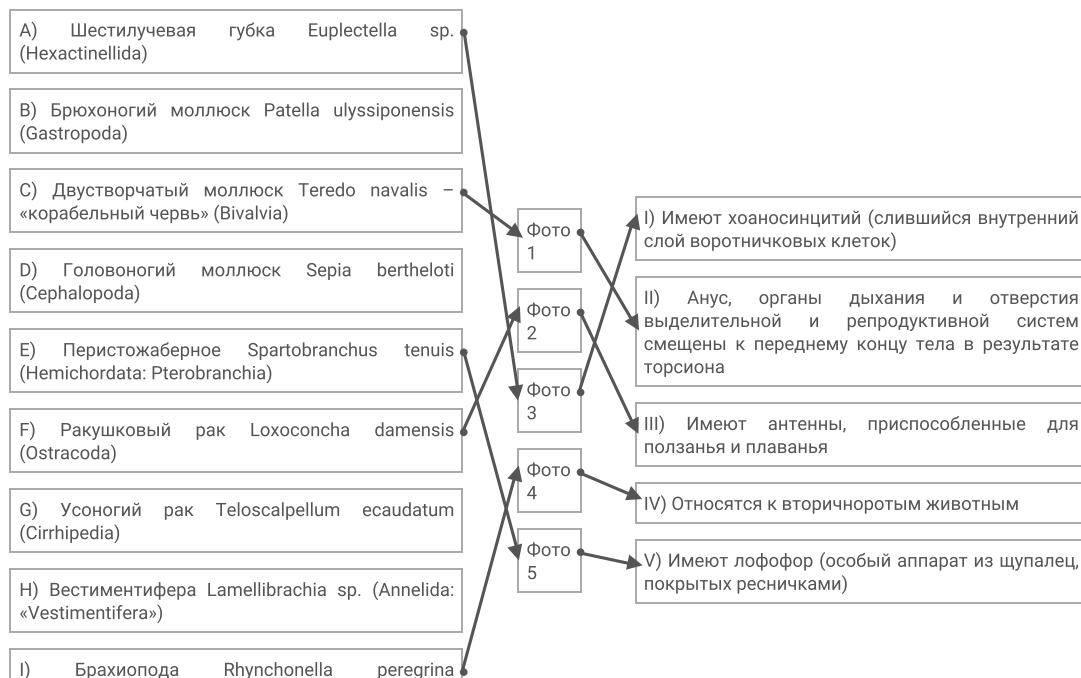 A) Шестилучевая губка Euplectella sp.
(Hexactinellida)
B) Брюхоногий моллюск Patella ulyssiponensis
(Gastropoda)
C) Двустворчатый моллюск Teredo navalis –
«корабельный червь» (Bivalvia)
D) Головоногий моллюск Sepia bertheloti
(Cephalopoda)
E) Перистожаберное Spartobranchus tenuis
(Hemichordata: Pterobranchia)
F) Ракушковый рак Loxoconcha damensis
(Ostracoda)
G) Усоногий рак Teloscalpellum ecaudatum
(Cirrhipedia)
H) Вестиментифера Lamellibrachia sp. (Annelida:
«Vestimentifera»)
I) Брахиопода Rhynchonella peregrina
Фото
1
Фото
2
Фото
3
Фото
4
Фото
5
I) Имеют хоаносинцитий (слившийся внутренний
слой воротничковых клеток)
II) Анус, органы дыхания и отверстия
выделительной и репродуктивной систем
смещены к переднему концу тела в результате
торсиона
III) Имеют антенны, приспособленные для
ползанья и плаванья
IV) Относятся к вторичноротым животным
V) Имеют лофофор (особый аппарат из щупалец,
покрытых ресничками)